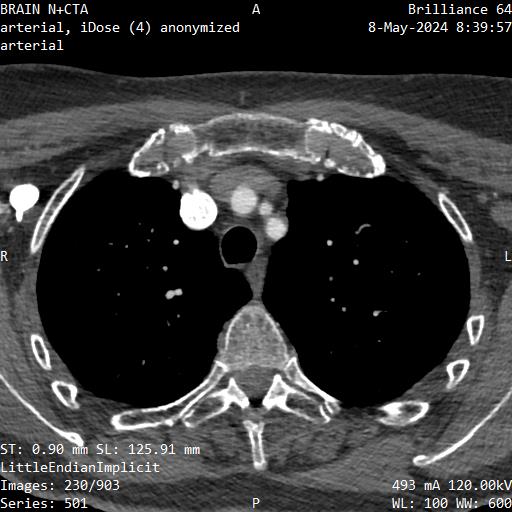 BRAIN N+CTA
A
Brilliance 64
arterial, iDose (4) anonymized
8-May-2024 8:39:57
arterial
R
L
ST: 0.90 mm SL: 125.91 mm
LittleEndianImplicit
Images: 230/903
493 mA 120.00kV
Series: 501
P
WL: 100 WW: 600